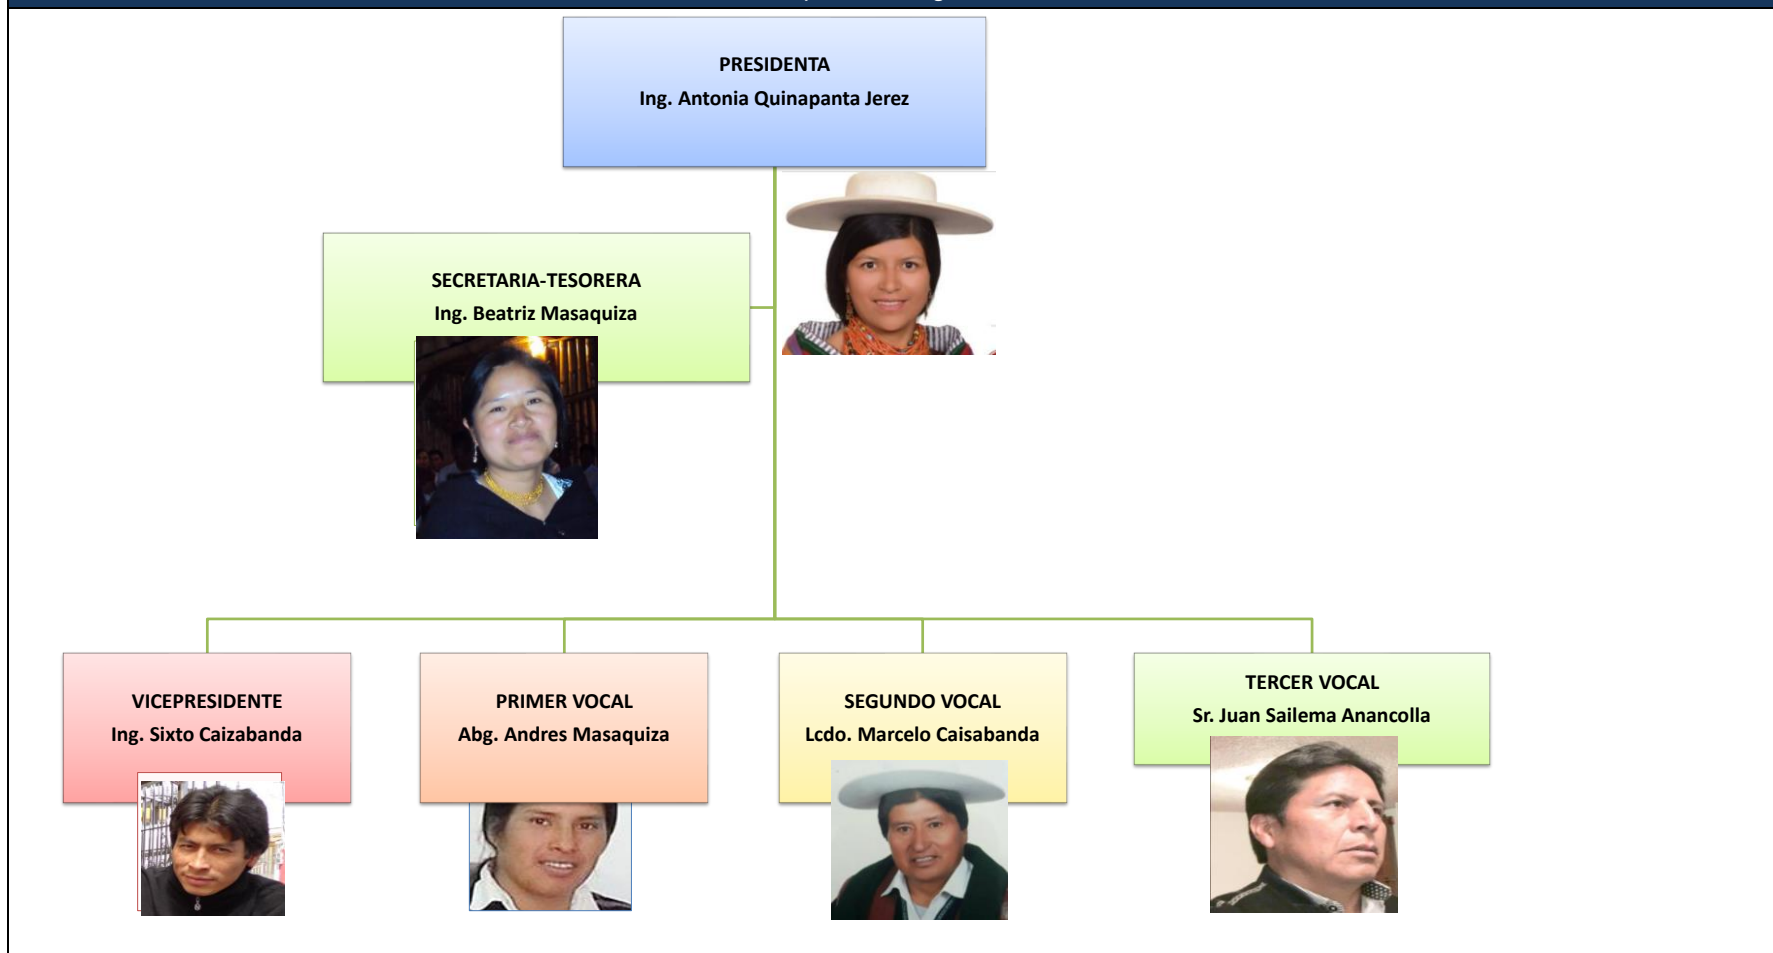 PRESIDENTA
Ing. Antonia Quinapanta Jerez
SECRETARIA-TESORERA
Ing. Beatriz Masaquiza
VICEPRESIDENTE
Ing. Sixto Caizabanda
PRIMER VOCAL
Abg. Andres Masaquiza
SEGUNDO VOCAL
Lcdo. Marcelo Caisabanda
TERCER VOCAL
Sr. Juan Sailema Anancolla